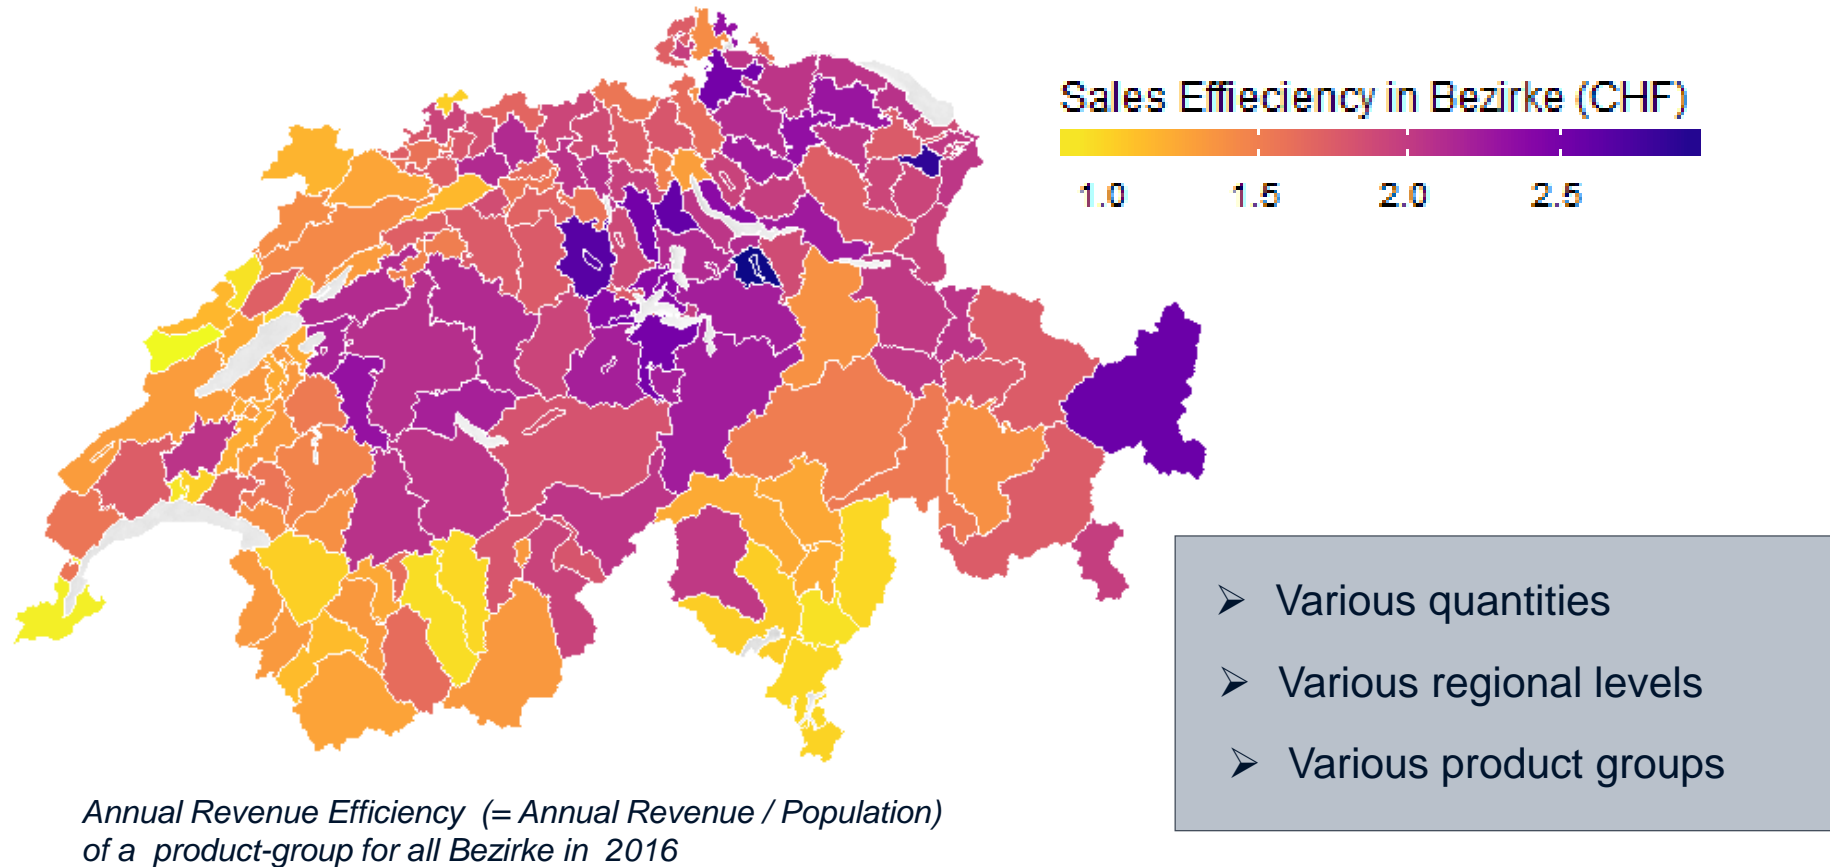 Sales Effieciency in Bezirke (CHF)
1.0 1.5 2.0 2.5
➢ Various quantities
➢ Various regional levels
➢ Various product groups
Annual Revenue Efficiency (= Annual Revenue / Population)
of a product-group for all Bezirke in 2016